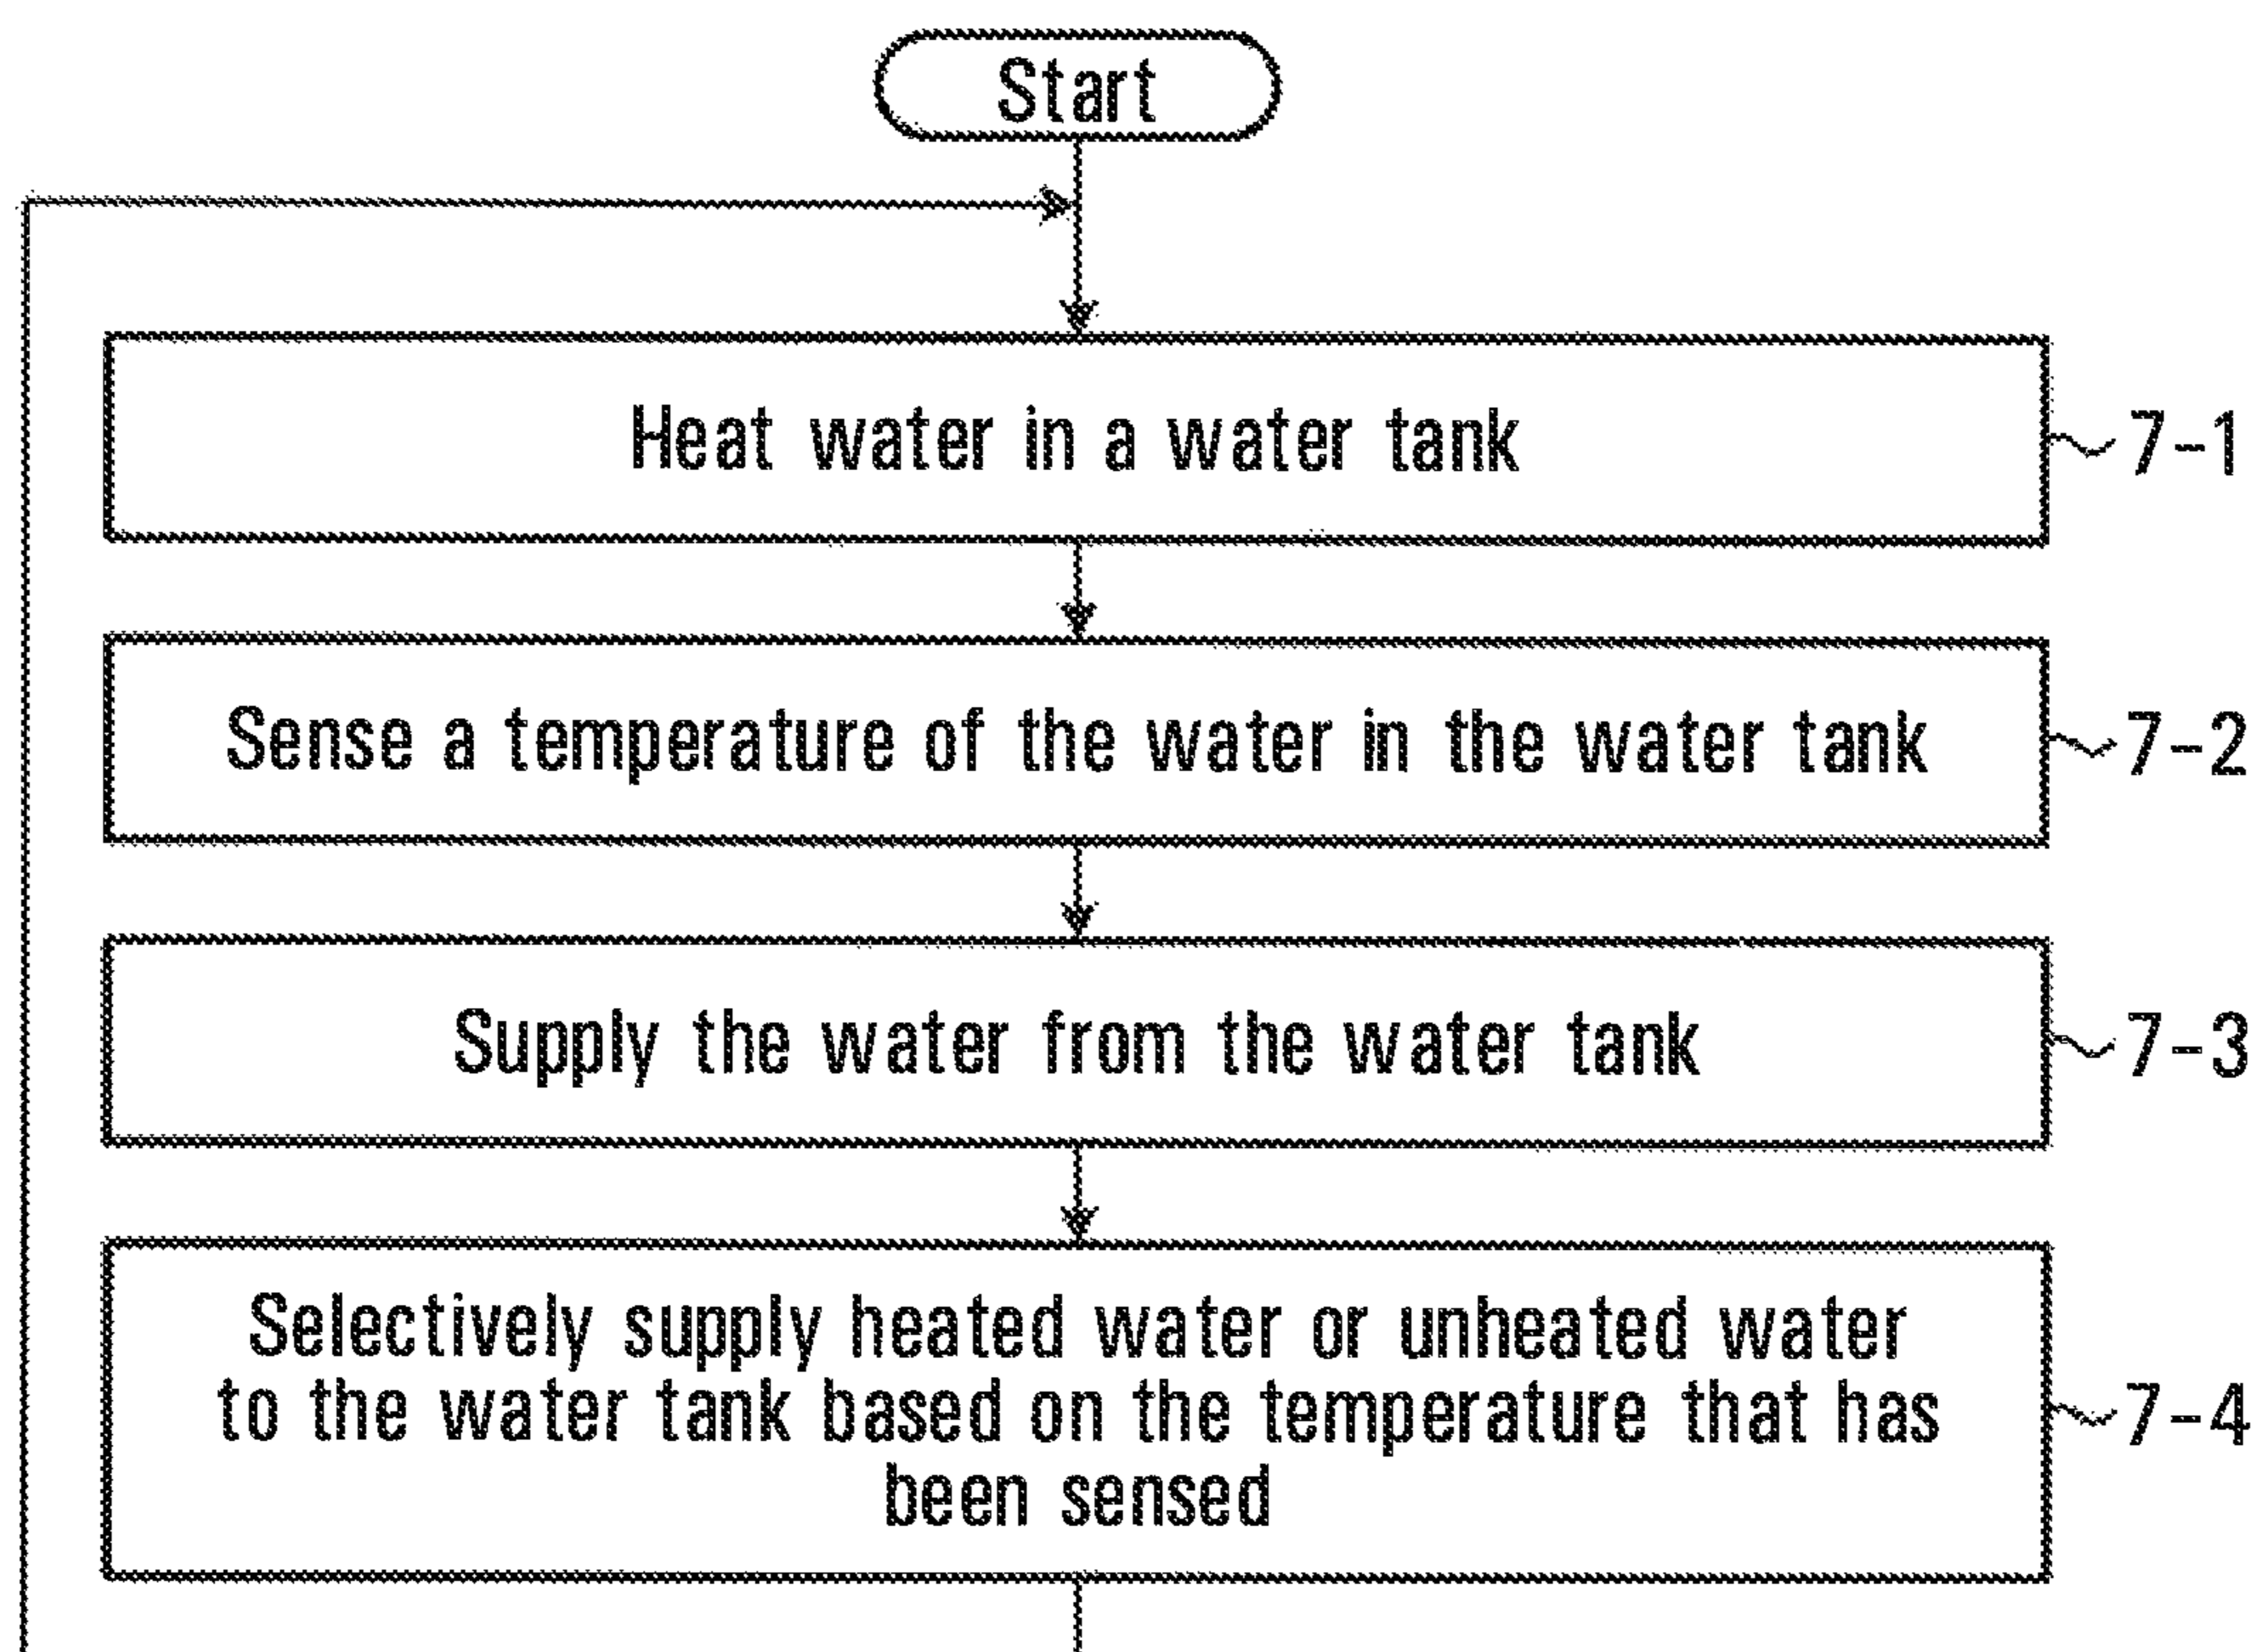 Start
Heat water in a water tank
7-1
Sense a temperature of the water in the water tank
7-2
Supply the water from the water tank
7-3
Selectively supply heated water or unheated water
to the water tank based on the temperature that has
been sensed
7-4